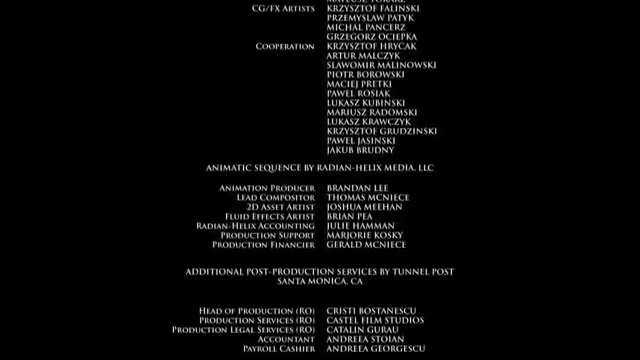 MATEUSZ TOKARZ
CG/FX ARTISTS KRZYSZTOF FALINSKI
PRZEMYSLAW PATYK
MICHAL PANCERZ
GRZEGORZ OCIEPKA
COOPERATION KRZYSZTOF HRYCAK
ARTUR MALCZYK
SLAWOMIR MALINOWSKI
PIOTR BOROWSKI
MACIEJ PRETKI
PAWEL ROSIAK
LUKASZ KUBINSKI
MARIUSZ RADOMSKI
LUKASZ KRAWCZYK
KRZYSZTOF GRUDZINSKI
PAWEL JASINSKI
JAKUB BRUDNY
ANIMATIC SEQUENCE BY RADIAN-HELIX MEDIA, LLC
ANIMATION PRODUCER BRANDAN LEE
LEAD COMPOSITOR THOMAS MCNIECE
2D ASSET ARTIST JOSHUA MEEHAN
FLUID EFFECTS ARTIST BRIAN PEA
RADIAN-HELIX ACCOUNTING JULIE HAMMAN
PRODUCTION SUPPORT MARJORIE KOSKY
PRODUCTION FINANCIER GERALD MCNIECE
ADDITIONAL POST-PRODUCTION SERVICES BY TUNNEL POST
SANTA MONICA, CA
HEAD OF PRODUCTION (RO) CRISTI BOSTANESCU
PRODUCTION SERVICES (RO) CASTEL FILM STUDIOS
PRODUCTION LEGAL SERVICES (RO) CATALIN GURAU
ACCOUNTANT ANDREEA STOIAN
PAYROLL CASHIER ANDREEA GEORGESCU